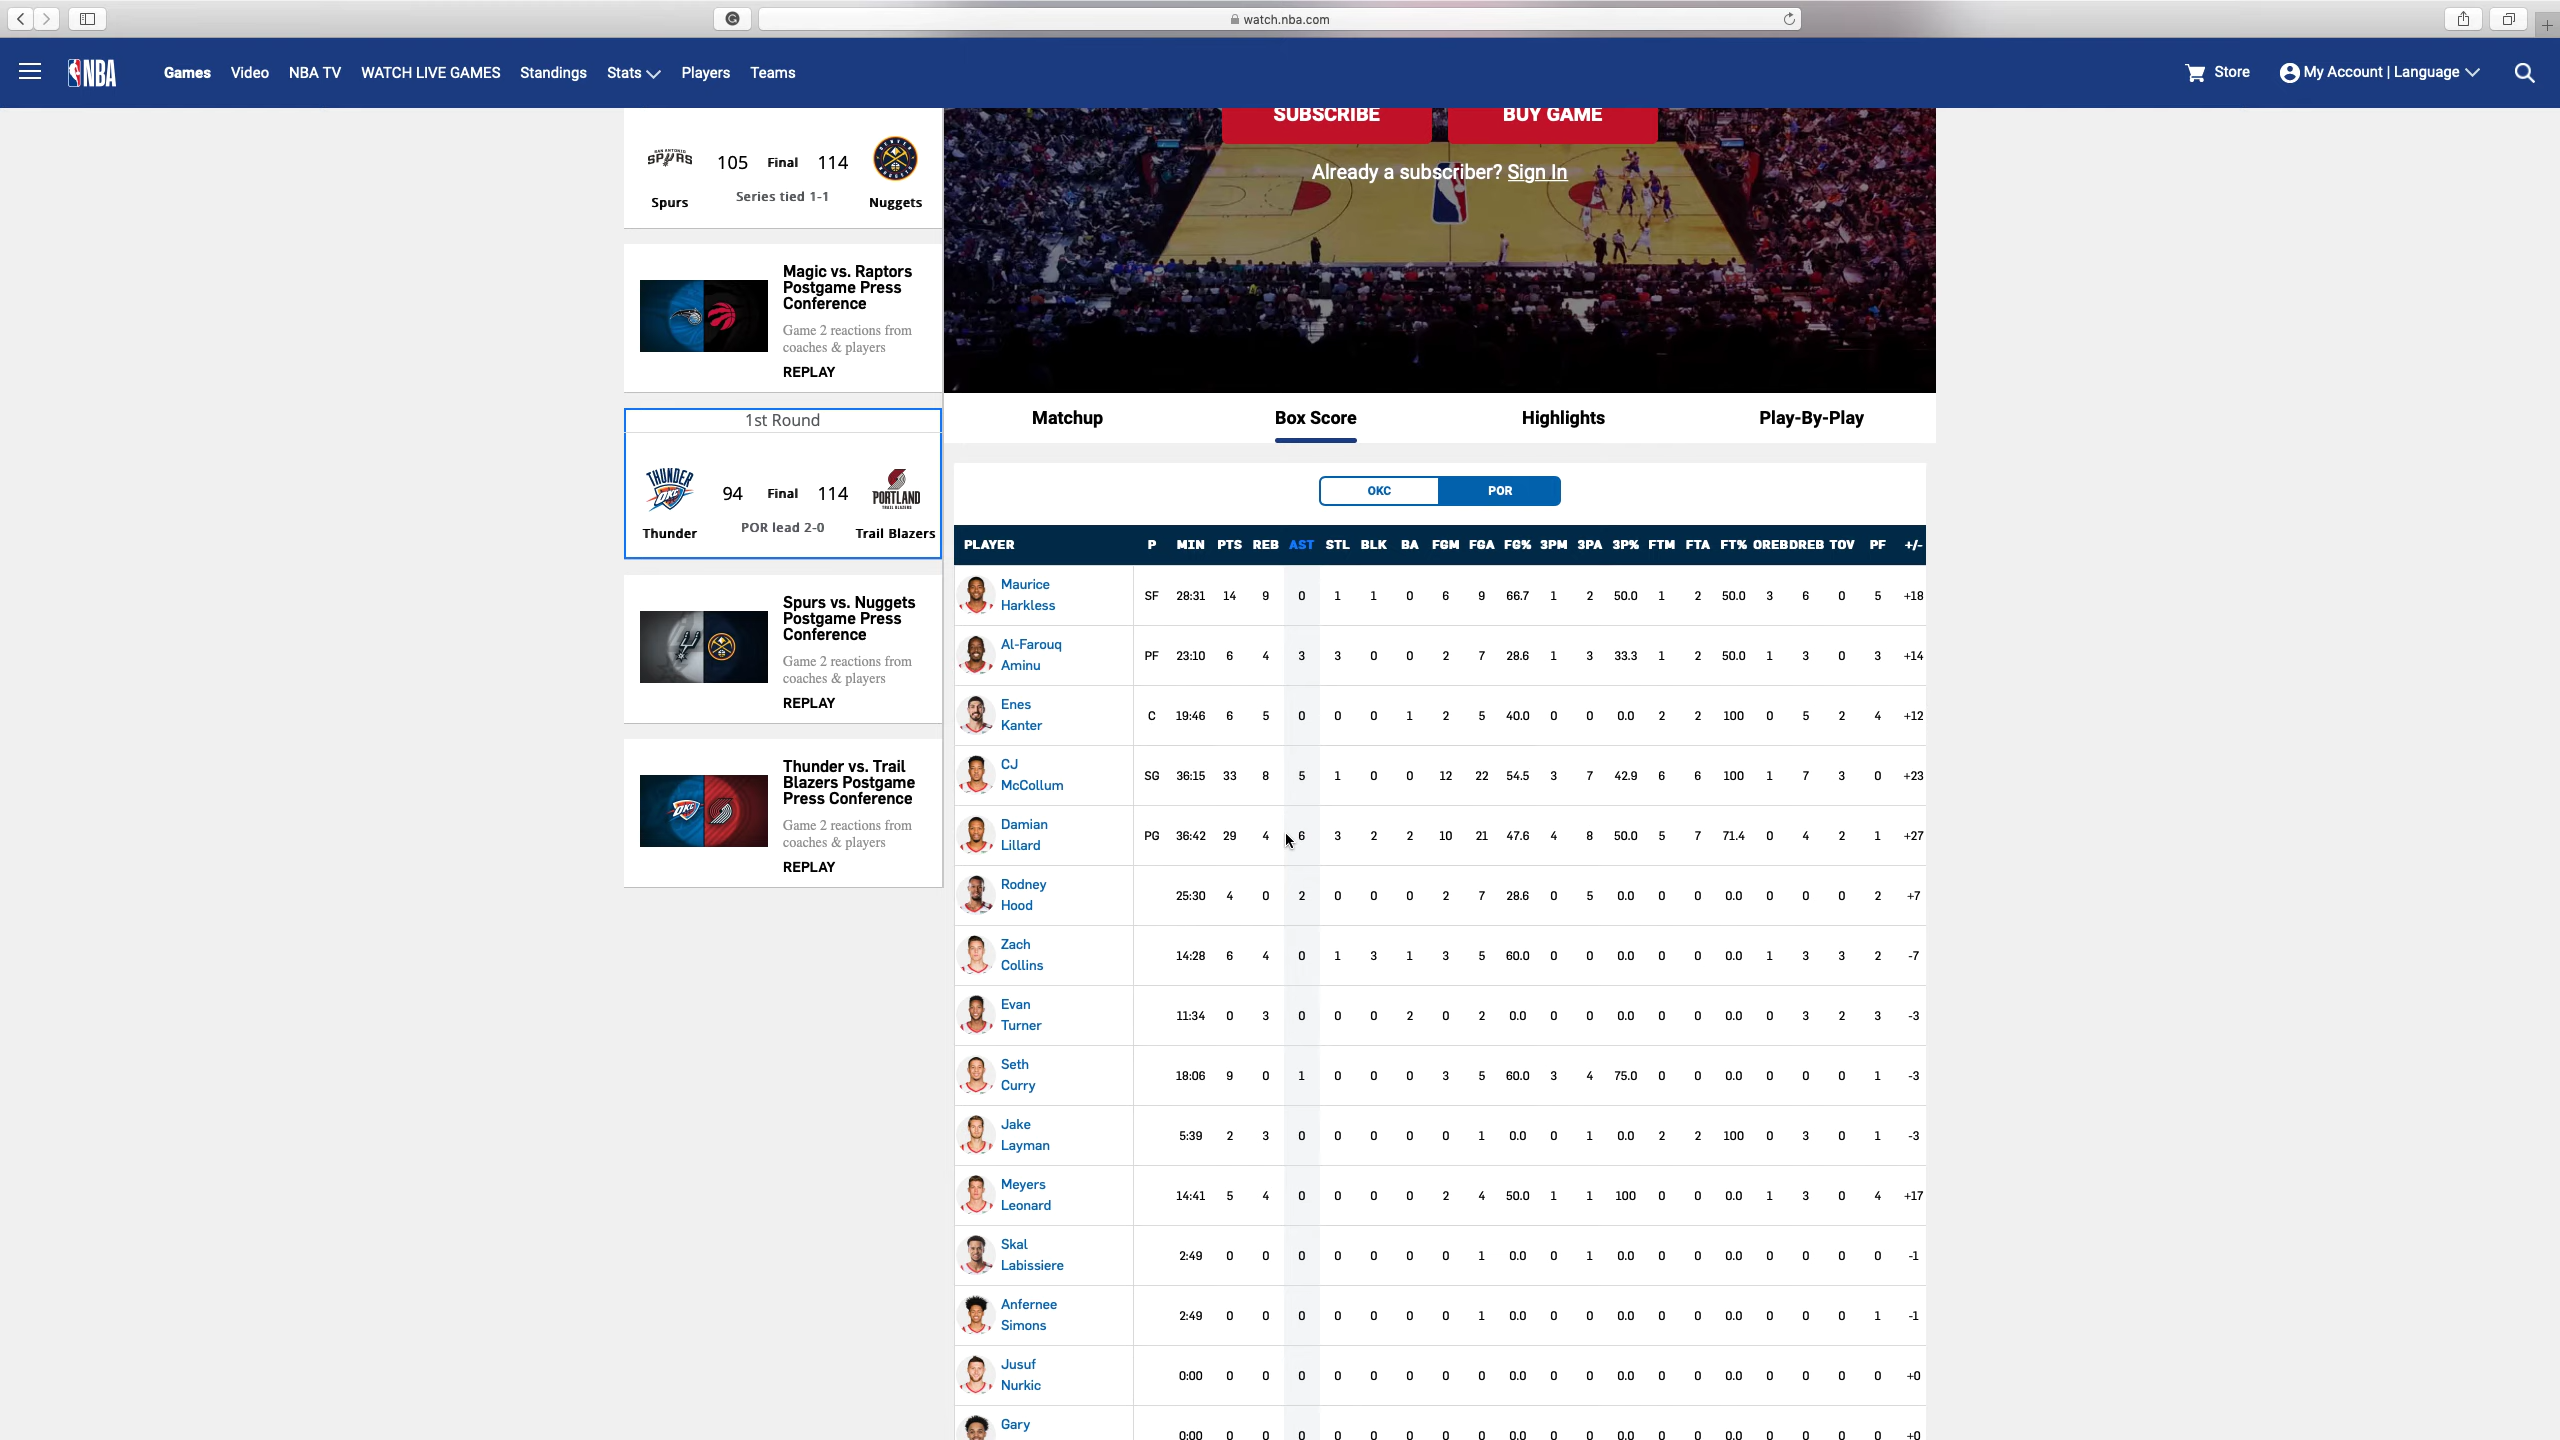 watch.nba.com
NBA Games Video NBA TV WATCH LIVE GAMES Standings Stats Players Teams Store My Account | Language
SAN ANTONIO SPURS 105 Final 114
Series tied 1-1
Spurs Nuggets
Magic vs. Raptors
Postgame Press
Conference
Game 2 reactions from
coaches & players
REPLAY
1st Round
THUNDER OKC 94 Final 114 PORTLAND TRAIL BLAZERS
POR lead 2-0
Thunder Trail Blazers
Spurs vs. Nuggets
Postgame Press
Conference
Game 2 reactions from
coaches & players
REPLAY
Thunder vs. Trail
Blazers Postgame
Press Conference
Game 2 reactions from
coaches & players
REPLAY
SUBSCRIBE BUY GAME
Already a subscriber? Sign In
Matchup Box Score Highlights Play-By-Play
OKC POR
PLAYER P MIN PTS REB AST STL BLK BA FGM FGA FG% 3PM 3PA 3P% FTM FTA FT% OREB DREB TOV PF +/-
Maurice
Harkless SF 28:31 14 9 0 1 1 0 6 9 66.7 1 2 50.0 1 2 50.0 3 6 0 5 +18
Al-Farouq
Aminu PF 23:10 6 4 3 3 0 0 2 7 28.6 1 3 33.3 1 2 50.0 1 3 0 3 +14
Enes
Kanter C 19:46 6 5 0 0 0 1 2 5 40.0 0 0 0.0 2 2 100 0 5 2 4 +12
CJ
McCollum SG 36:15 33 8 5 1 0 0 12 22 54.5 3 7 42.9 6 6 100 1 7 3 0 +23
Damian
Lillard PG 36:42 29 4 6 3 2 2 10 21 47.6 4 8 50.0 5 7 71.4 0 4 2 1 +27
Rodney
Hood 25:30 4 0 2 0 0 0 2 7 28.6 0 5 0.0 0 0 0.0 0 0 0 2 +7
Zach
Collins 14:28 6 4 0 1 3 1 3 5 60.0 0 0 0.0 0 0 0.0 1 3 3 2 -7
Evan
Turner 11:34 0 3 0 0 0 2 0 2 0.0 0 0 0.0 0 0 0.0 0 3 2 3 -3
Seth
Curry 18:06 9 0 1 0 0 0 3 5 60.0 3 4 75.0 0 0 0.0 0 0 0 1 -3
Jake
Layman 5:39 2 3 0 0 0 0 0 1 0.0 0 1 0.0 2 2 100 0 3 0 1 -3
Meyers
Leonard 14:41 5 4 0 0 0 0 2 4 50.0 1 1 100 0 0 0.0 1 3 0 4 +17
Skal
Labissiere 2:49 0 0 0 0 0 0 0 1 0.0 0 1 0.0 0 0 0.0 0 0 0 0 -1
Anfernee
Simons 2:49 0 0 0 0 0 0 0 1 0.0 0 0 0.0 0 0 0.0 0 0 0 1 -1
Jusuf
Nurkic 0:00 0 0 0 0 0 0 0 0 0.0 0 0 0.0 0 0 0.0 0 0 0 0 +0
Gary
0:00 0 0 0 0 0 0 0 0 0.0 0 0 0.0 0 0 0.0 0 0 0 0 +0